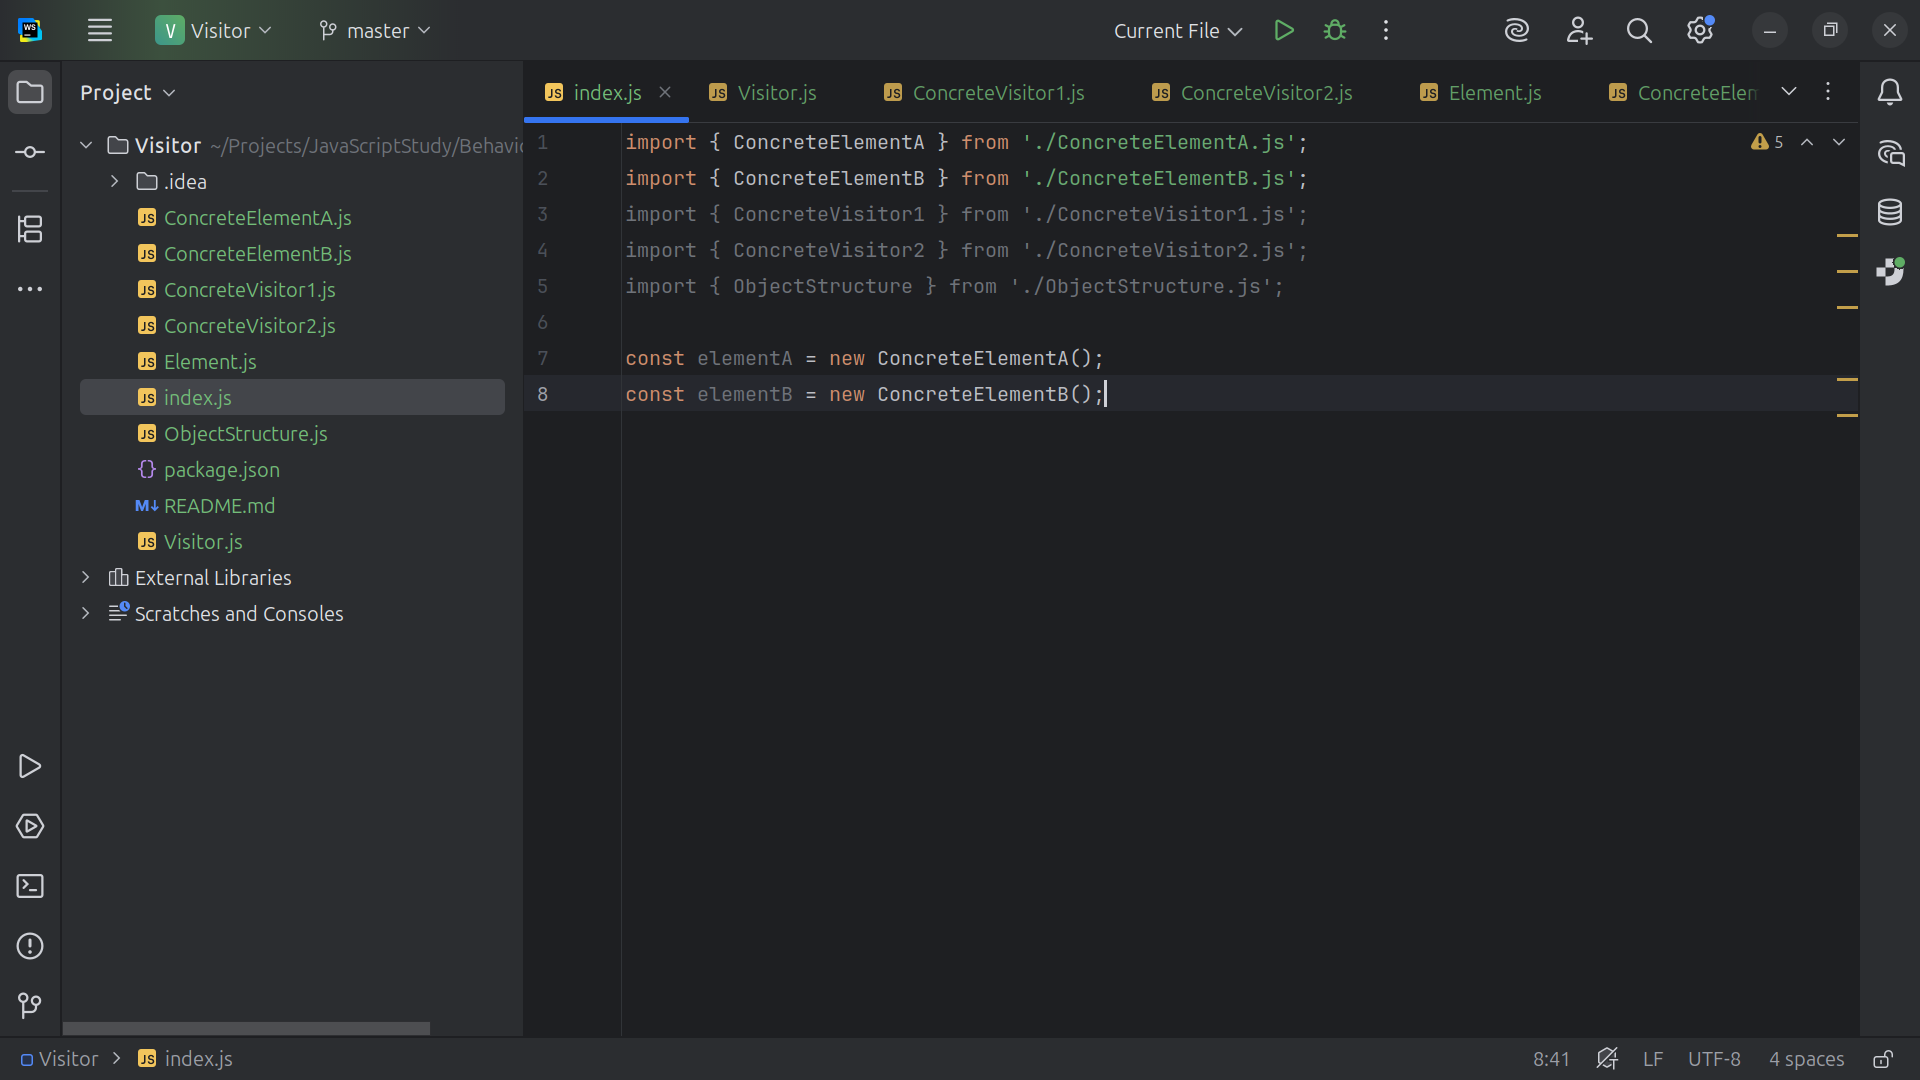 V Visitor master Current File
Project
Visitor ~/Projects/JavaScriptStudy/Behavic
.idea
ConcreteElementA.js
ConcreteElementB.js
ConcreteVisitor1.js
ConcreteVisitor2.js
Element.js
index.js
ObjectStructure.js
package.json
README.md
Visitor.js
External Libraries
Scratches and Consoles
index.js Visitor.js ConcreteVisitor1.js ConcreteVisitor2.js Element.js ConcreteElem
1 import { ConcreteElementA } from './ConcreteElementA.js';
2 import { ConcreteElementB } from './ConcreteElementB.js';
3 import { ConcreteVisitor1 } from './ConcreteVisitor1.js';
4 import { ConcreteVisitor2 } from './ConcreteVisitor2.js';
5 import { ObjectStructure } from './ObjectStructure.js';
6
7 const elementA = new ConcreteElementA();
8 const elementB = new ConcreteElementB();
5
Visitor index.js
8:41 LF UTF-8 4 spaces